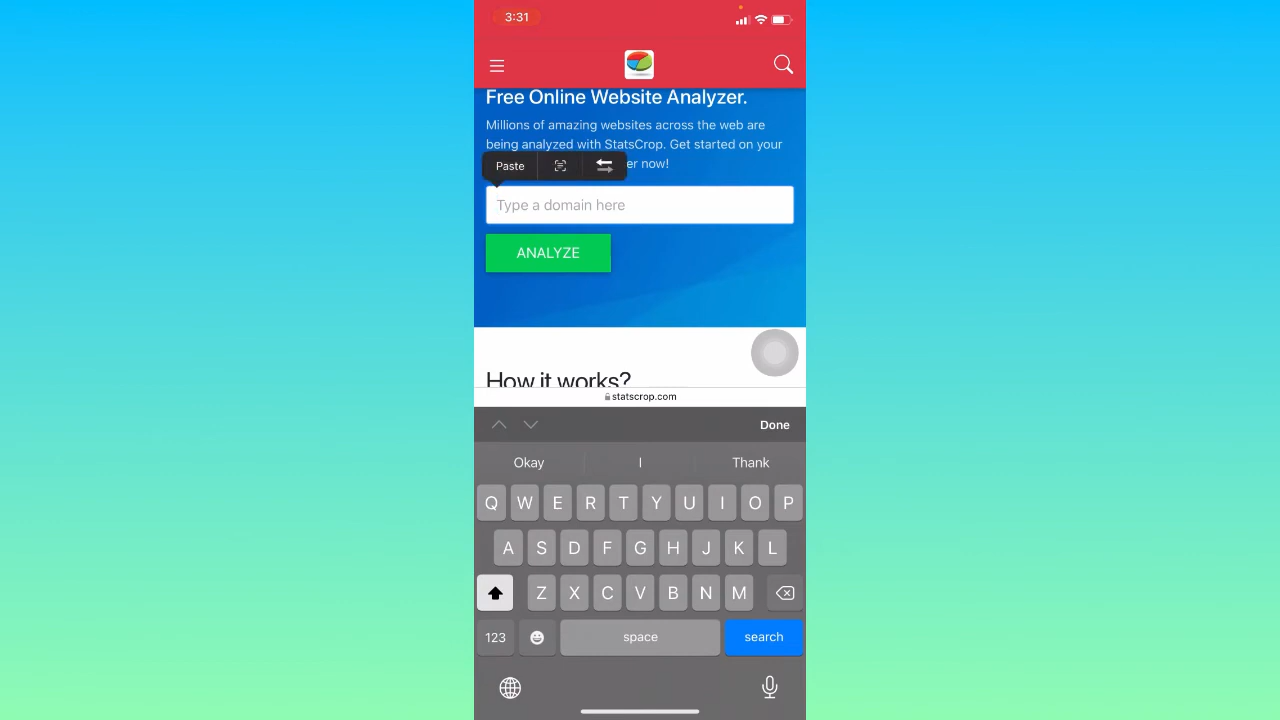 3:31
Free Online Website Analyzer.
Millions of amazing websites across the web are
being analyzed with StatsCrop. Get started on your
er now!
Paste
Type a domain here
ANALYZE
How it works?
statscrop.com
Done
Okay I Thank
Q W E R T Y U I O P
A S D F G H J K L
Z X C V B N M
123 space search